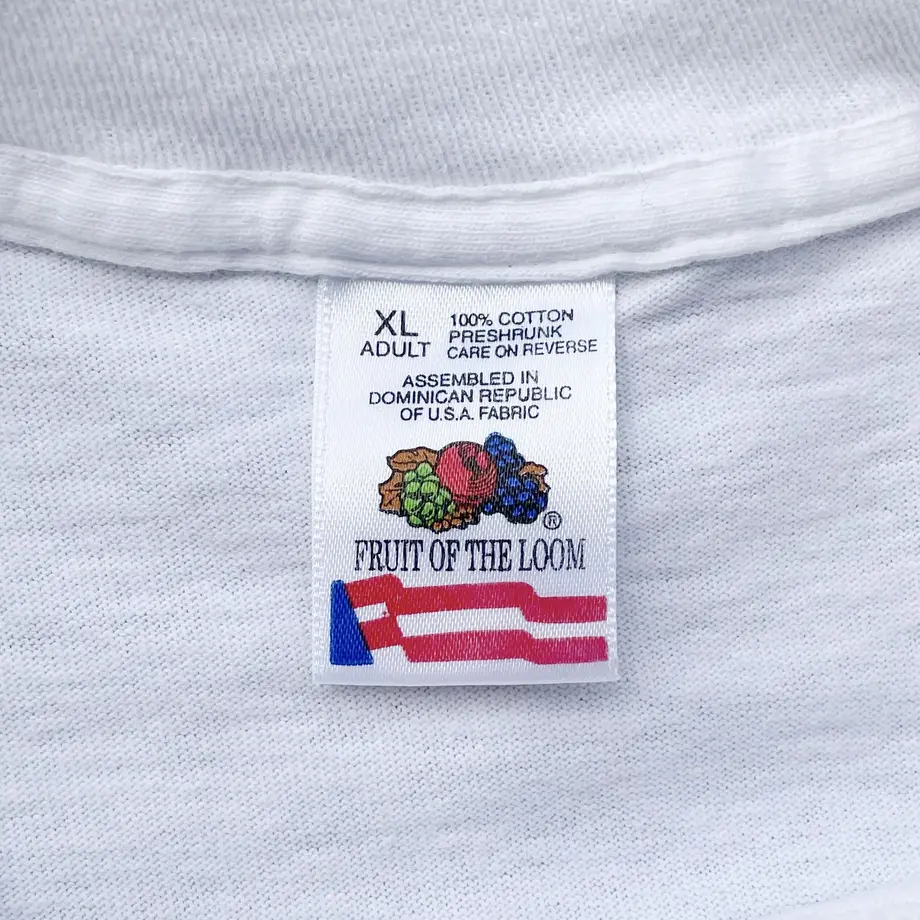 XL
ADULT
100% COTTON
PRESHRUNK
CARE ON REVERSE
ASSEMBLED IN
DOMINICAN REPUBLIC
OF U.S.A. FABRIC
®
FRUIT OF THE LOOM